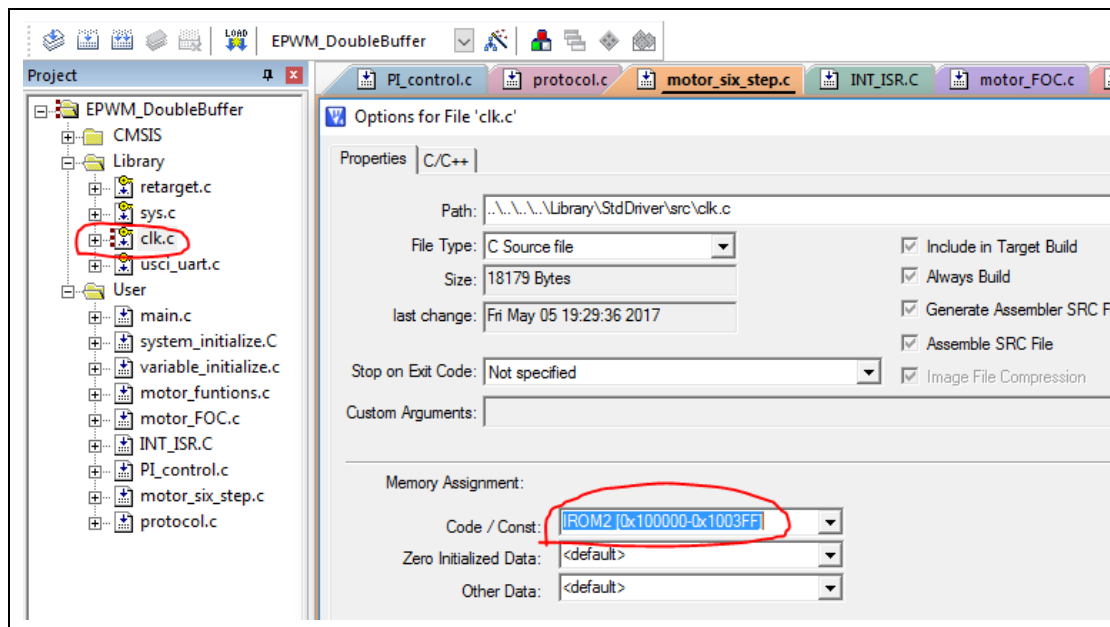 LOAD
EPWM_DoubleBuffer
Project
PI_control.c
protocol.c
motor_six_step.c
INT_ISR.C
motor_FOC.c
EPWM_DoubleBuffer
CMSIS
Library
retarget.c
sys.c
clk.c
usci_uart.c
User
main.c
system_initialize.C
variable_initialize.c
motor_funtions.c
motor_FOC.c
INT_ISR.C
PI_control.c
motor_six_step.c
protocol.c
Options for File 'clk.c'
Properties
C/C++
Path: ..\..\..\..\Library\StdDriver\src\clk.c
File Type: C Source file
Size: 18179 Bytes
last change: Fri May 05 19:29:36 2017
Stop on Exit Code: Not specified
Custom Arguments:
Include in Target Build
Always Build
Generate Assembler SRC F
Assemble SRC File
Image File Compression
Memory Assignment:
Code / Const: IROM2 [0x100000-0x1003FF]
Zero Initialized Data: <default>
Other Data: <default>